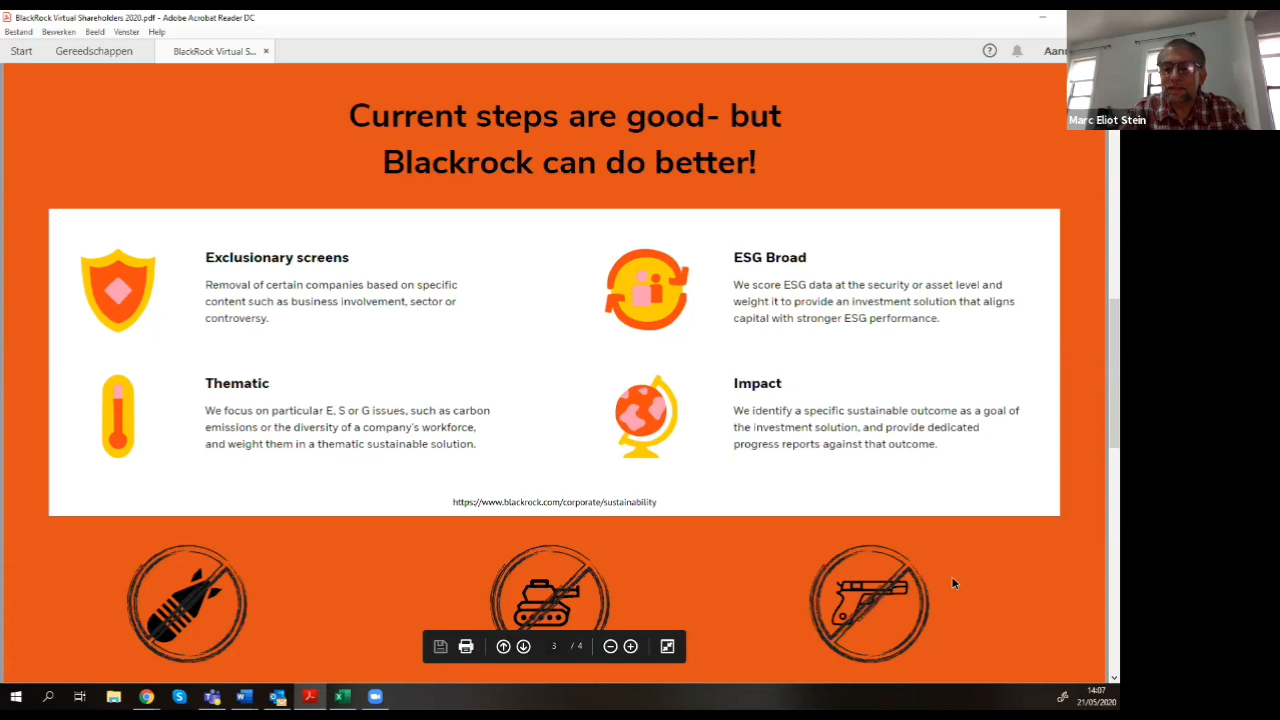 BlackRock Virtual Shareholders 2020.pdf - Adobe Acrobat Reader DC
Bestand Bewerken Beeld Venster Help
Start Gereedschappen BlackRock Virtual S... × ? Aan
Marc Eliot Stein
Current steps are good- but
Blackrock can do better!
Exclusionary screens
Removal of certain companies based on specific
content such as business involvement, sector or
controversy.
ESG Broad
We score ESG data at the security or asset level and
weight it to provide an investment solution that aligns
capital with stronger ESG performance.
Thematic
We focus on particular E, S or G issues, such as carbon
emissions or the diversity of a company's workforce,
and weight them in a thematic sustainable solution.
Impact
We identify a specific sustainable outcome as a goal of
the investment solution, and provide dedicated
progress reports against that outcome.
https://www.blackrock.com/corporate/sustainability
3 / 4
14:07
21/05/2020